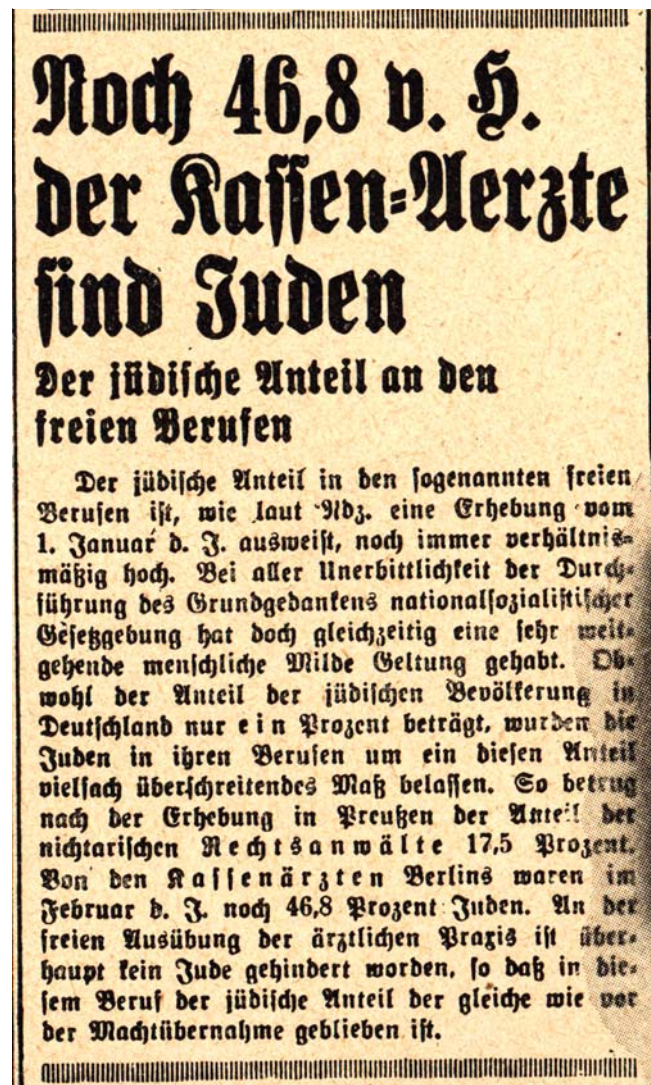 Noch 46,8 v. H.
der Kassen-Aerzte
sind Juden
Der jüdische Anteil an den
freien Berufen
Der jüdische Anteil in den sogenannten freien
Berufen ist, wie laut Ndz. eine Erhebung vom
1. Januar d. J. ausweist, noch immer verhältnis-
mäßig hoch. Bei aller Unerbittlichkeit der Durch-
führung des Grundgedankens nationalsozialistischer
Gesetzgebung hat doch gleichzeitig eine sehr weit-
gehende menschliche Milde Geltung gehabt. Ob-
wohl der Anteil der jüdischen Bevölkerung in
Deutschland nur ein Prozent beträgt, wurden die
Juden in ihren Berufen um ein diesen Anteil
vielfach überschreitendes Maß belassen. So betrug
nach der Erhebung in Preußen der Anteil der
nichtarischen Rechtsanwälte 17,5 Prozent.
Von den Kassenärzten Berlins waren im
Februar d. J. noch 46,8 Prozent Juden. An der
freien Ausübung der ärztlichen Praxis ist über-
haupt kein Jude gehindert worden, so daß in die-
sem Beruf der jüdische Anteil der gleiche wie vor
der Machtübernahme geblieben ist.